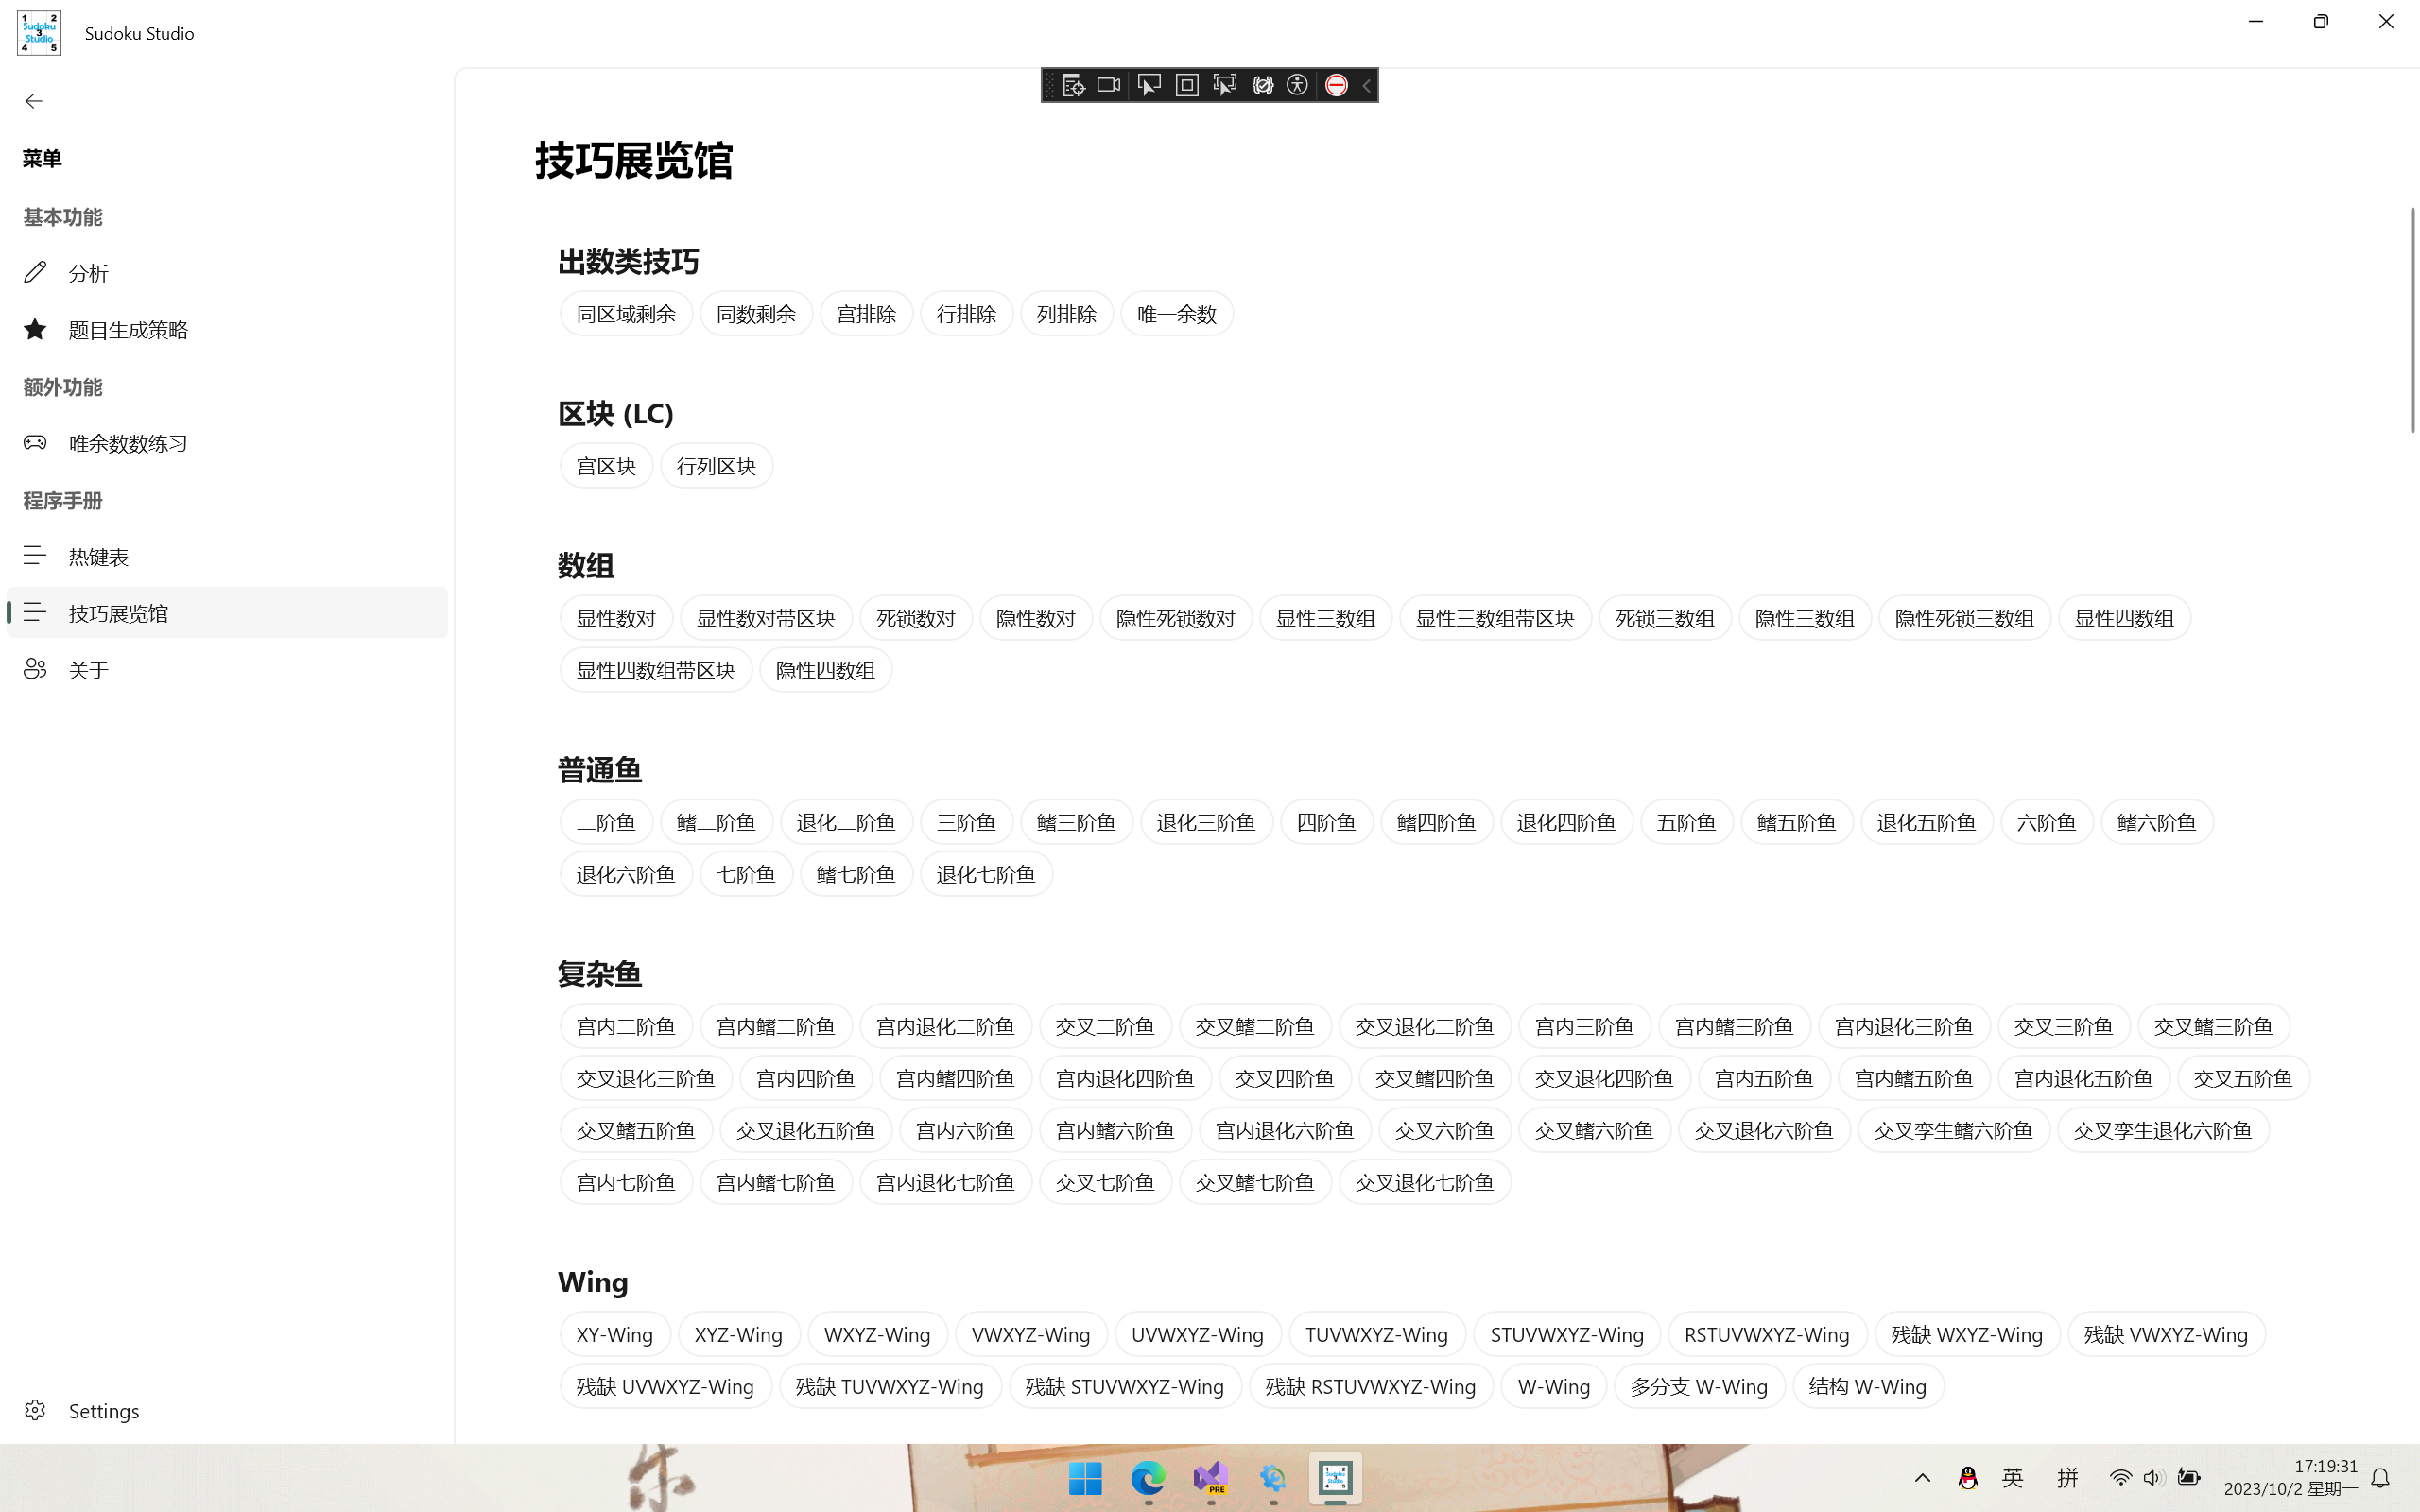 1 2
Sudoku
3
Studio
4 5
Sudoku Studio
菜单
基本功能
分析
题目生成策略
额外功能
唯余数数练习
程序手册
热键表
技巧展览馆
关于
Settings
技巧展览馆
出数类技巧
同区域剩余 同数剩余 宫排除 行排除 列排除 唯一余数
区块 (LC)
宫区块 行列区块
数组
显性数对 显性数对带区块 死锁数对 隐性数对 隐性死锁数对 显性三数组 显性三数组带区块 死锁三数组 隐性三数组 隐性死锁三数组 显性四数组
显性四数组带区块 隐性四数组
普通鱼
二阶鱼 鳍二阶鱼 退化二阶鱼 三阶鱼 鳍三阶鱼 退化三阶鱼 四阶鱼 鳍四阶鱼 退化四阶鱼 五阶鱼 鳍五阶鱼 退化五阶鱼 六阶鱼 鳍六阶鱼
退化六阶鱼 七阶鱼 鳍七阶鱼 退化七阶鱼
复杂鱼
宫内二阶鱼 宫内鳍二阶鱼 宫内退化二阶鱼 交叉二阶鱼 交叉鳍二阶鱼 交叉退化二阶鱼 宫内三阶鱼 宫内鳍三阶鱼 宫内退化三阶鱼 交叉三阶鱼 交叉鳍三阶鱼
交叉退化三阶鱼 宫内四阶鱼 宫内鳍四阶鱼 宫内退化四阶鱼 交叉四阶鱼 交叉鳍四阶鱼 交叉退化四阶鱼 宫内五阶鱼 宫内鳍五阶鱼 宫内退化五阶鱼 交叉五阶鱼
交叉鳍五阶鱼 交叉退化五阶鱼 宫内六阶鱼 宫内鳍六阶鱼 宫内退化六阶鱼 交叉六阶鱼 交叉鳍六阶鱼 交叉退化六阶鱼 交叉孪生鳍六阶鱼 交叉孪生退化六阶鱼
宫内七阶鱼 宫内鳍七阶鱼 宫内退化七阶鱼 交叉七阶鱼 交叉鳍七阶鱼 交叉退化七阶鱼
Wing
XY-Wing XYZ-Wing WXYZ-Wing VWXYZ-Wing UVWXYZ-Wing TUVWXYZ-Wing STUVWXYZ-Wing RSTUVWXYZ-Wing 残缺 WXYZ-Wing 残缺 VWXYZ-Wing
残缺 UVWXYZ-Wing 残缺 TUVWXYZ-Wing 残缺 STUVWXYZ-Wing 残缺 RSTUVWXYZ-Wing W-Wing 多分支 W-Wing 结构 W-Wing
PRE
英 拼
17:19:31
2023/10/2 星期一